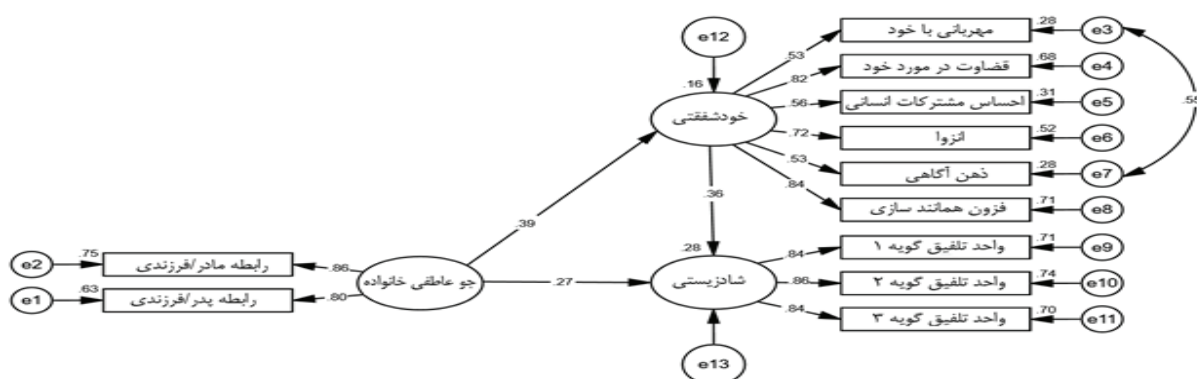 e12
.16
خودشفقتی
.53
مهربانی با خود
.28
e3
.82
قضاوت در مورد خود
.68
e4
.56
احساس مشترکات انسانی
.31
e5
.72
انزوا
.52
e6
.53
ذهن آگاهی
.28
e7
.84
فزون همانند سازی
.71
e8
.55
.39
.36
e2
.75
رابطه مادر/فرزندی
.86
e1
.63
رابطه پدر/فرزندی
.80
جو عاطفی خانواده
.27
.28
شادزیستی
.84
واحد تلفیق گویه ۱
.71
e9
.86
واحد تلفیق گویه ۲
.74
e10
.84
واحد تلفیق گویه ۳
.70
e11
e13